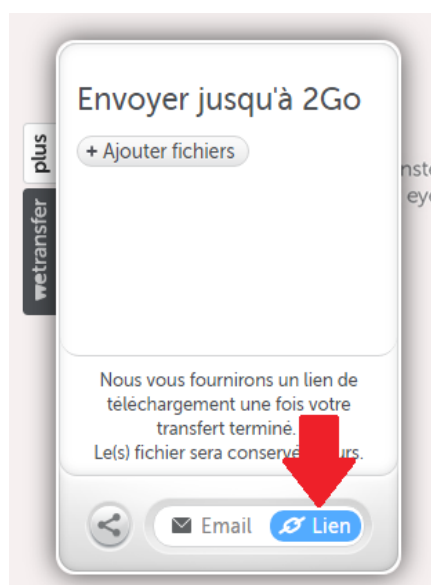 Envoyer jusqu'à 2Go
+ Ajouter fichiers
plus
wetransfer
Nous vous fournirons un lien de
téléchargement une fois votre
transfert terminé.
Le(s) fichier sera conservé
Email
Lien